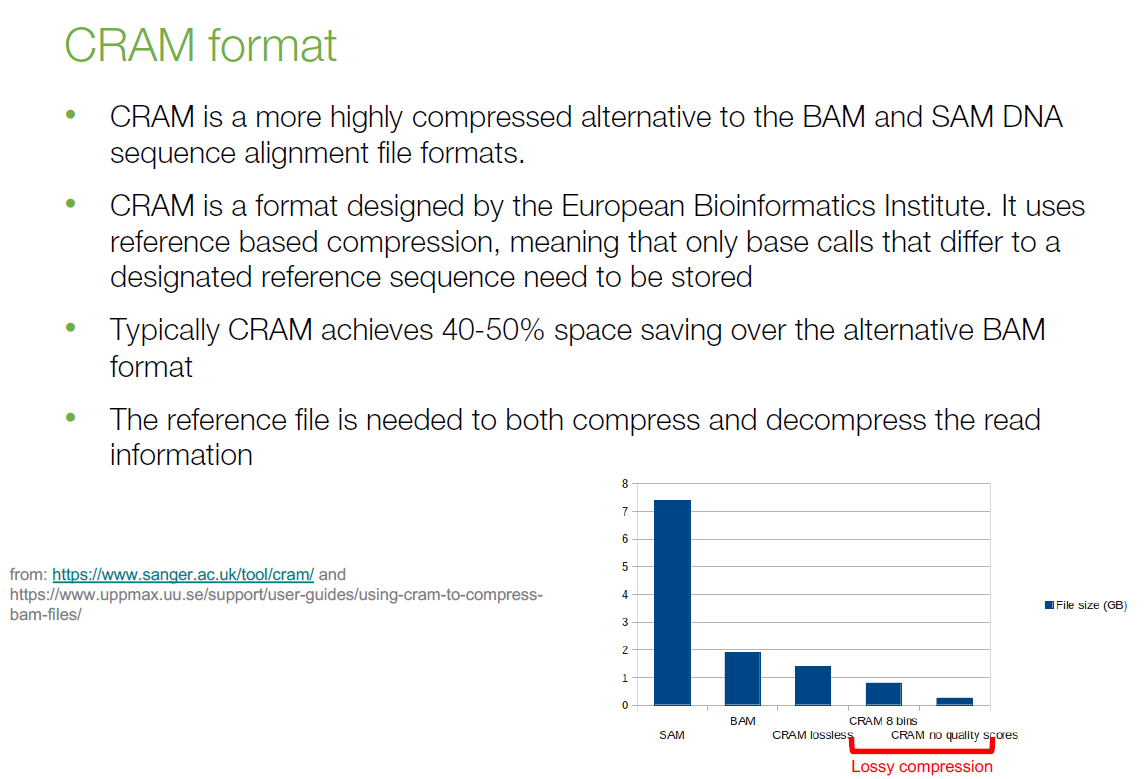 CRAM format
• CRAM is a more highly compressed alternative to the BAM and SAM DNA
sequence alignment file formats.
• CRAM is a format designed by the European Bioinformatics Institute. It uses
reference based compression, meaning that only base calls that differ to a
designated reference sequence need to be stored
• Typically CRAM achieves 40-50% space saving over the alternative BAM
format
• The reference file is needed to both compress and decompress the read
information
from: https://www.sanger.ac.uk/tool/cram/ and
https://www.uppmax.uu.se/support/user-guides/using-cram-to-compress-
bam-files/
8
7
6
5
4
3
2
1
0
File size (GB)
BAM CRAM 8 bins
SAM CRAM lossless CRAM no quality scores
Lossy compression